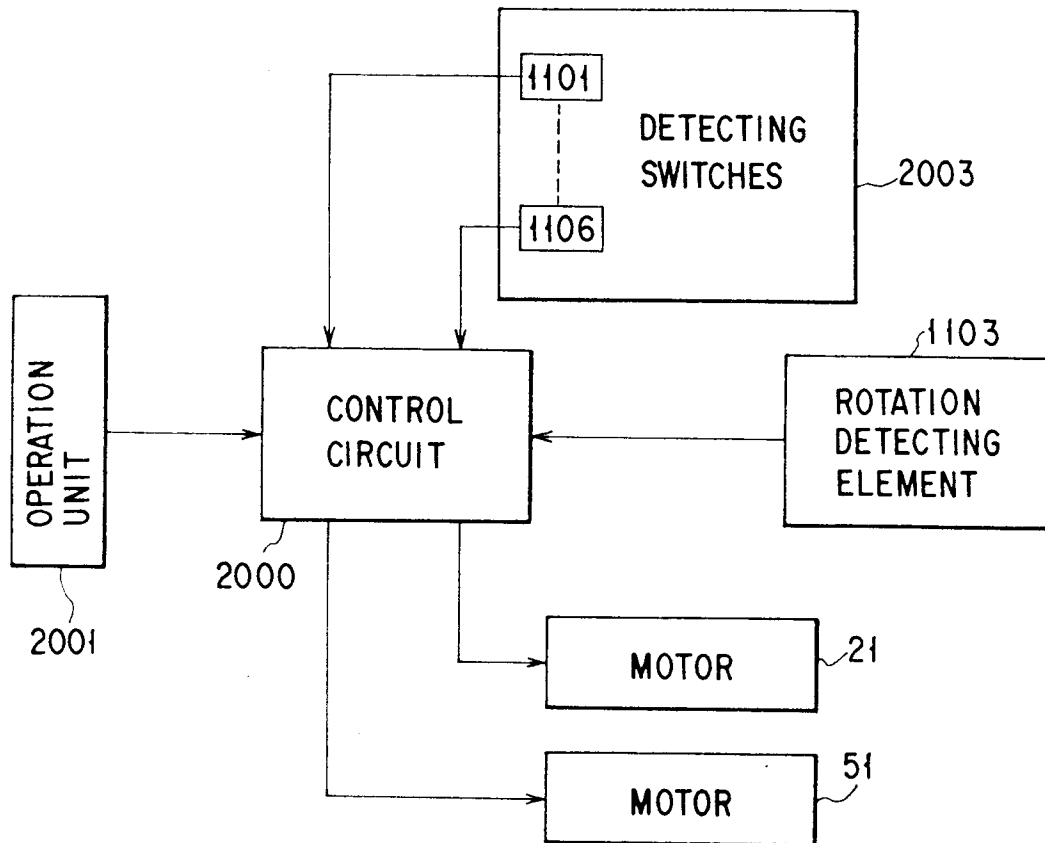 1101
DETECTING
SWITCHES
2003
1106
1103
OPERATION
UNIT
CONTROL
CIRCUIT
ROTATION
DETECTING
ELEMENT
2000
2001
MOTOR
21
MOTOR
51